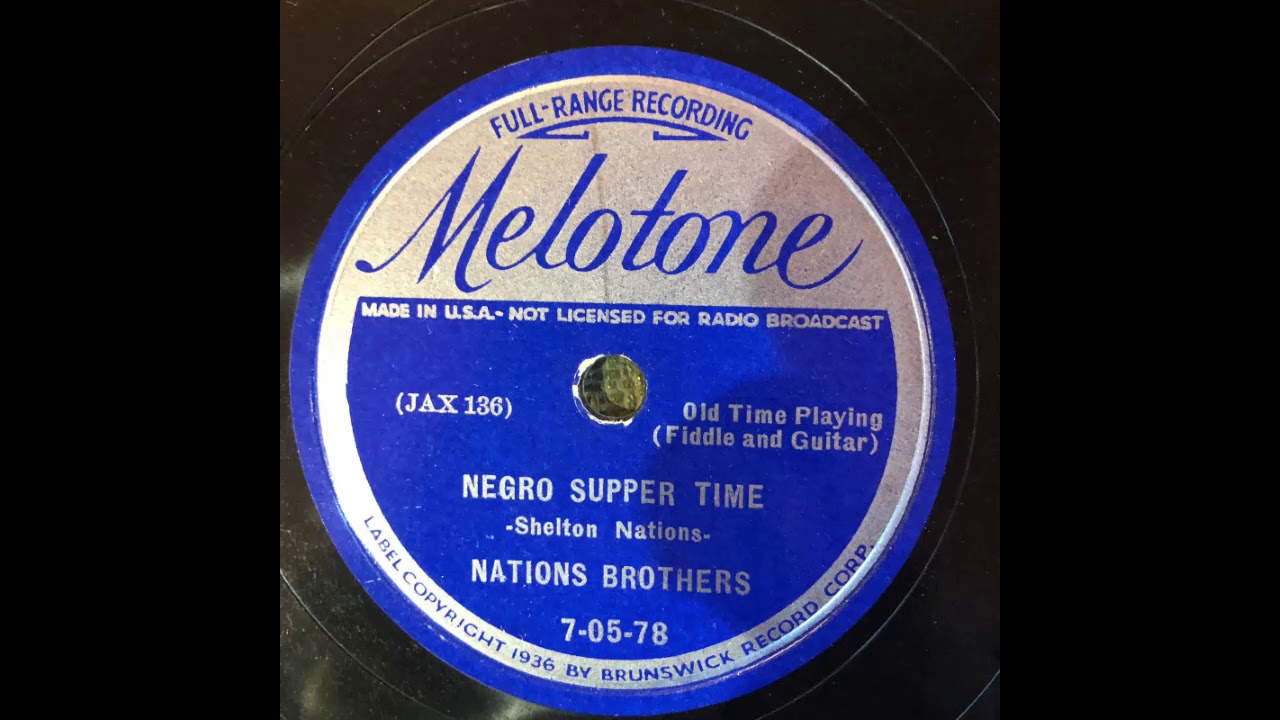 FULL-RANGE RECORDING
Melotone
MADE IN U.S.A.- NOT LICENSED FOR RADIO BROADCAST
(JAX 136)
Old Time Playing
(Fiddle and Guitar)
NEGRO SUPPER TIME
-Shelton Nations-
NATIONS BROTHERS
7-05-78
LABEL COPYRIGHT 1936 BY BRUNSWICK RECORD CORP.